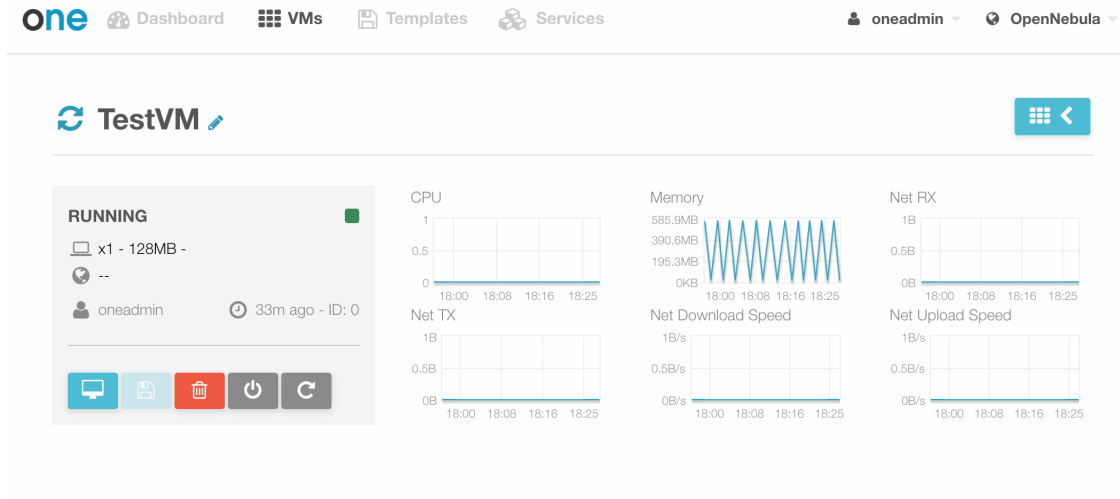 one Dashboard VMs Templates Services oneadmin OpenNebula
TestVM
RUNNING
x1 - 128MB -
--
oneadmin 33m ago - ID: 0
CPU
1
0.5
0
18:00 18:08 18:16 18:25
Memory
585.9MB
390.6MB
195.3MB
0KB
18:00 18:08 18:16 18:25
Net RX
1B
0.5B
0B
18:00 18:08 18:16 18:25
Net TX
1B
0.5B
0B
18:00 18:08 18:16 18:25
Net Download Speed
1B/s
0.5B/s
0B/s
18:00 18:08 18:16 18:25
Net Upload Speed
1B/s
0.5B/s
0B/s
18:00 18:08 18:16 18:25